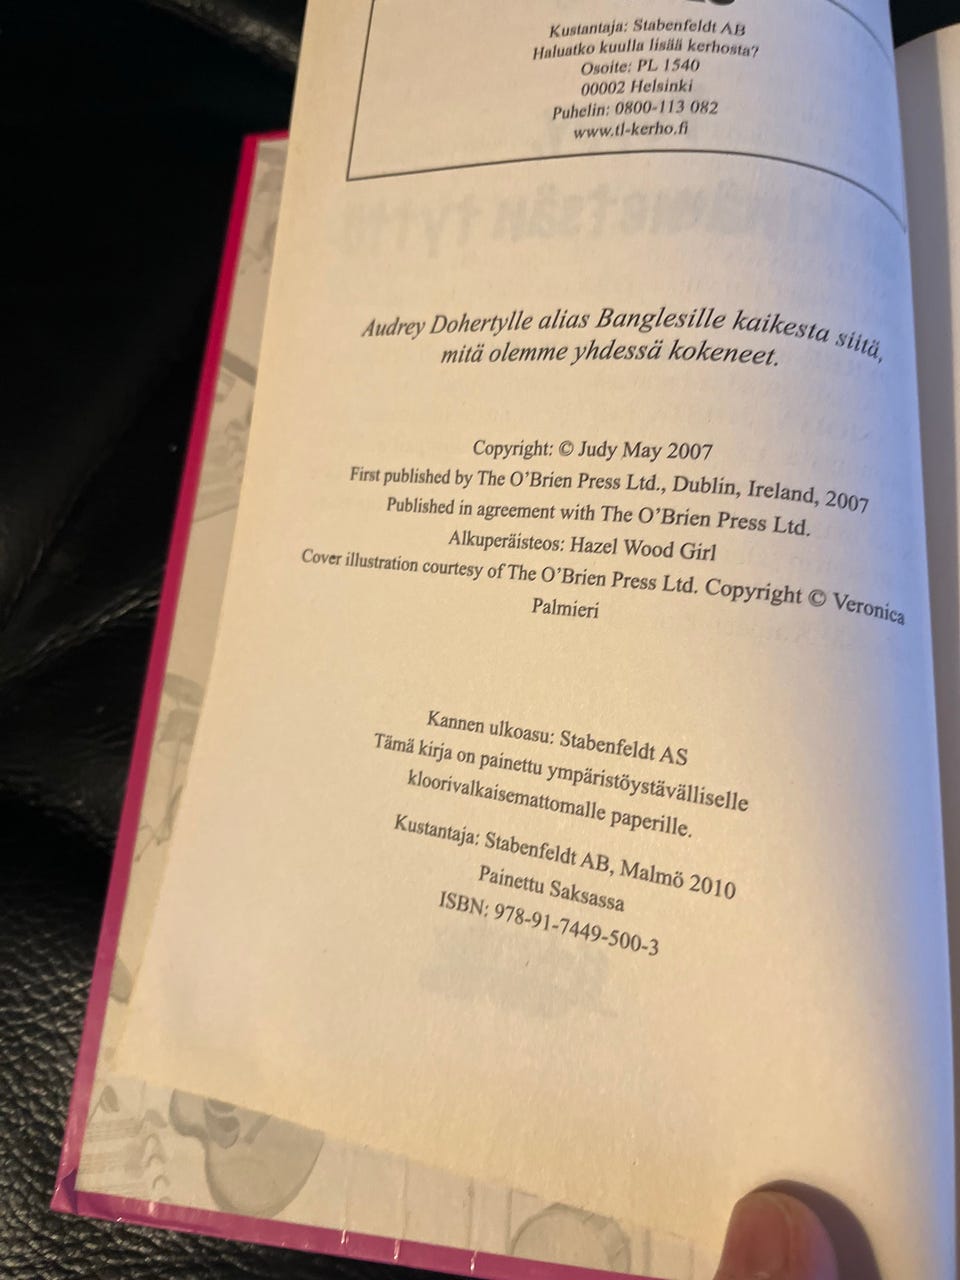 Kustantaja: Stabenfeldt AB
Haluatko kuulla lisää kerhosta?
Osoite: PL 1540
00002 Helsinki
Puhelin: 0800-113 082
www.tl-kerho.fi
Audrey Dohertylle alias Banglesille kaikesta siitä,
mitä olemme yhdessä kokeneet.
Copyright: © Judy May 2007
First published by The O'Brien Press Ltd., Dublin, Ireland, 2007
Published in agreement with The O'Brien Press Ltd.
Alkuperäisteos: Hazel Wood Girl
Cover illustration courtesy of The O'Brien Press Ltd. Copyright © Veronica
Palmieri
Kannen ulkoasu: Stabenfeldt AS
Tämä kirja on painettu ympäristöystävälliselle
kloorivalkaisemattomalle paperille.
Kustantaja: Stabenfeldt AB, Malmö 2010
Painettu Saksassa
ISBN: 978-91-7449-500-3